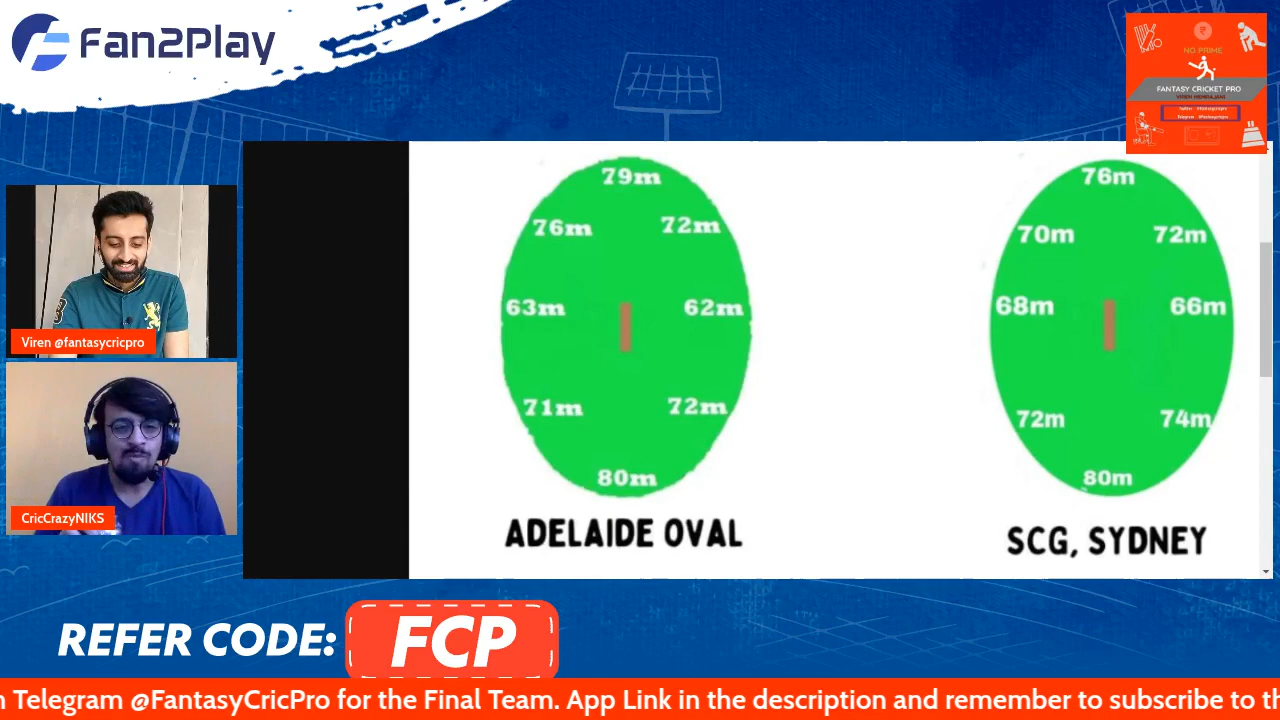 Fan2Play
NO PRIME
FANTASY CRICKET PRO
79m
76m
72m
63m
62m
71m
72m
80m
ADELAIDE OVAL
76m
70m
72m
68m
66m
72m
74m
80m
SCG, SYDNEY
Viren @fantasycricpro
CricCrazyNIKS
REFER CODE:
FCP
Telegram @FantasyCricPro for the Final Team. App Link in the description and remember to subscribe to